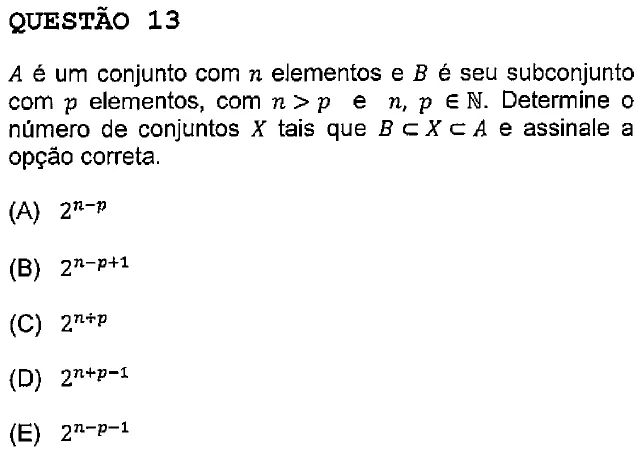 QUESTÃO 13
A é um conjunto com n elementos e B é seu subconjunto
com p elementos, com n > p e n, p ∈ ℕ. Determine o
número de conjuntos X tais que B ⊂ X ⊂ A e assinale a
opção correta.
(A) 2^{n−p}
(B) 2^{n−p+1}
(C) 2^{n+p}
(D) 2^{n+p−1}
(E) 2^{n−p−1}